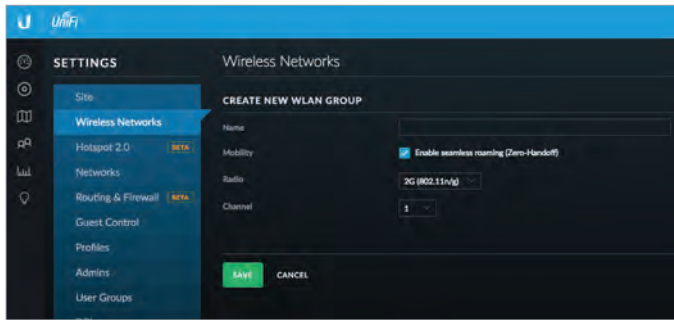 U UniFi
SETTINGS
Site
Wireless Networks
Hotspot 2.0 BETA
Networks
Routing & Firewall BETA
Guest Control
Profiles
Admins
User Groups
Wireless Networks
CREATE NEW WLAN GROUP
Name
Mobility Enable seamless roaming (Zero-Handoff)
Radio 2G (802.11n/g)
Channel 1
SAVE CANCEL